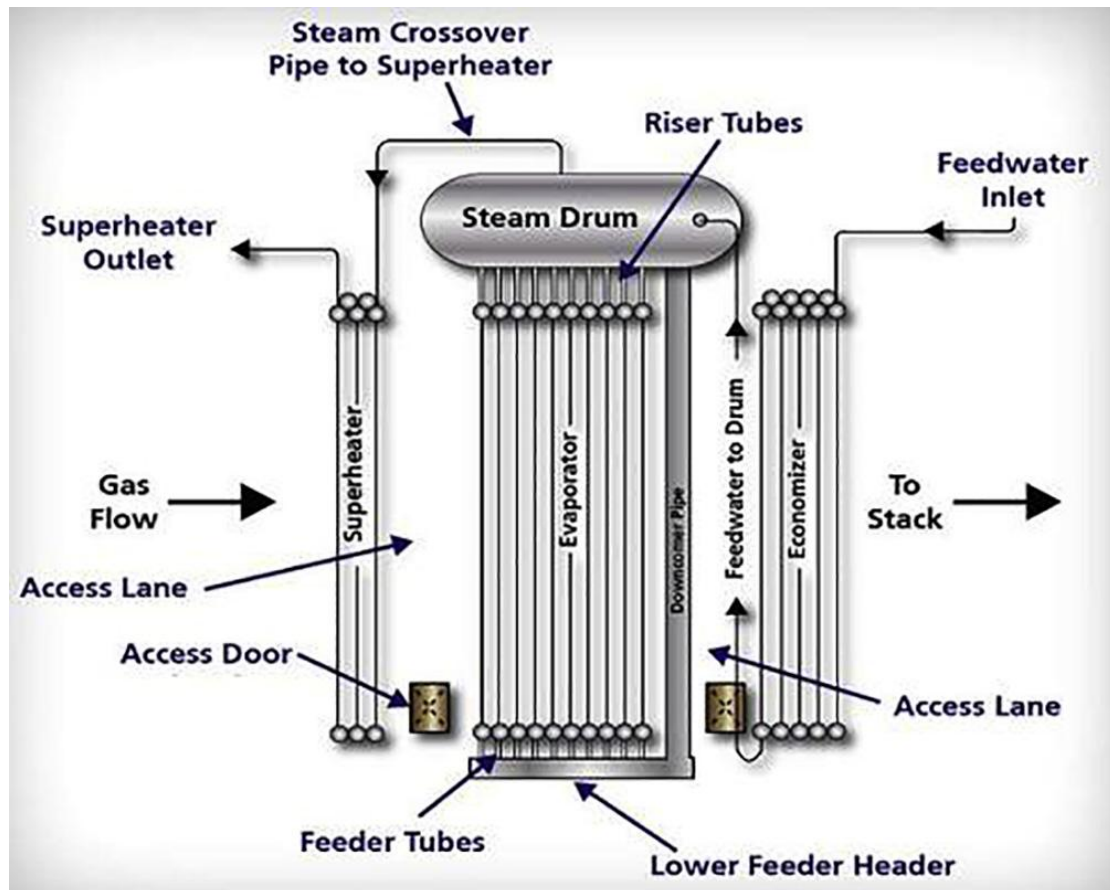 Steam Crossover
Pipe to Superheater
Riser Tubes
Feedwater
Inlet
Steam Drum
Superheater
Outlet
Superheater
Evaporator
Downcomer Pipe
Feedwater to Drum
Economizer
Gas
Flow
To
Stack
Access Lane
Access Door
Access Lane
Feeder Tubes
Lower Feeder Header